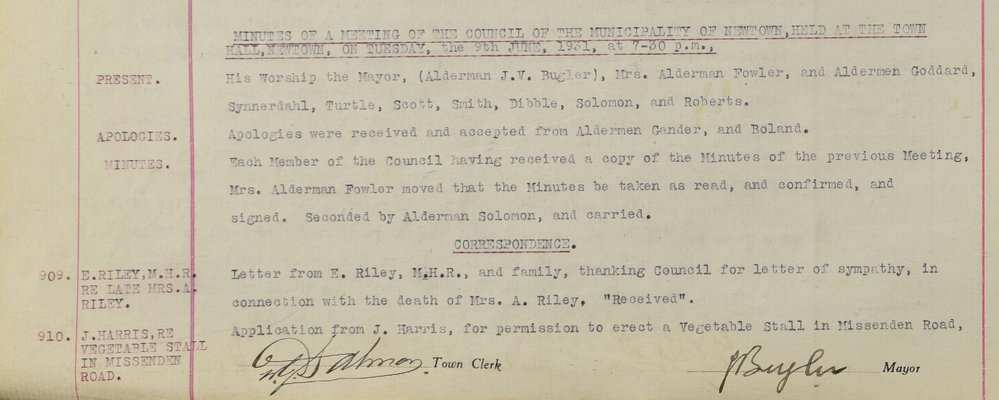 MINUTES OF A MEETING OF THE COUNCIL OF THE MUNICIPALITY OF NEWTOWN,HELD AT THE TOWN
HALL,NEWTOWN, ON TUESDAY, the 9th JUNE, 1931, at 7-30 p.m.,
PRESENT. His Worship the Mayor, (Alderman J.V. Bugler), Mrs. Alderman Fowler, and Aldermen Goddard,
Synnerdahl, Turtle, Scott, Smith, Dibble, Solomon, and Roberts.
APOLOGIES. Apologies were received and accepted from Aldermen Gander, and Boland.
MINUTES. Each Member of the Council having received a copy of the Minutes of the previous Meeting,
Mrs. Alderman Fowler moved that the Minutes be taken as read, and confirmed, and
signed. Seconded by Alderman Solomon, and carried.
CORRESPONDENCE.
909. E.RILEY,M.H.R. Letter from E. Riley, M.H.R., and family, thanking Council for letter of sympathy, in
RE LATE MRS.A.
RILEY. connection with the death of Mrs. A. Riley, "Received".
910. J.HARRIS,RE Application from J. Harris, for permission to erect a Vegetable Stall in Missenden Road,
VEGETABLE STALL
IN MISSENDEN
ROAD.
Town Clerk JBugler Mayor